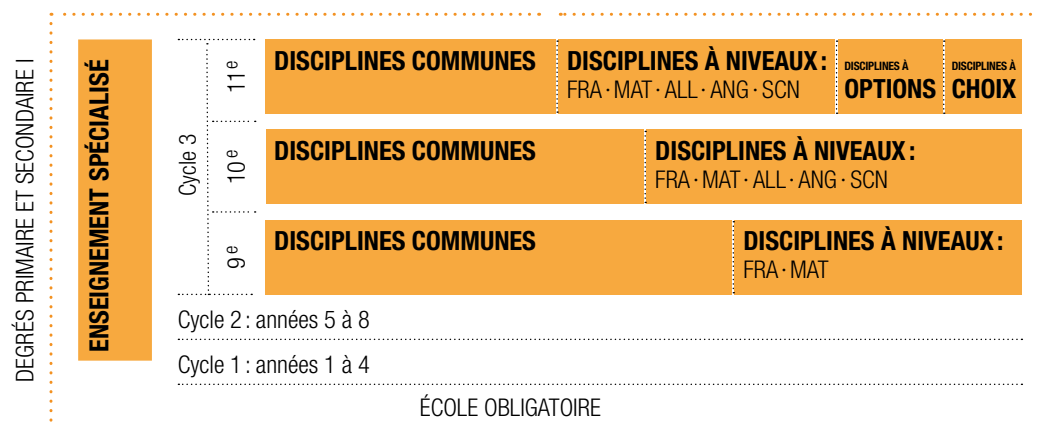 DEGRÉS PRIMAIRE ET SECONDAIRE I
ENSEIGNEMENT SPÉCIALISÉ
Cycle 3
11e
DISCIPLINES COMMUNES
DISCIPLINES À NIVEAUX :
FRA · MAT · ALL · ANG · SCN
DISCIPLINES À
OPTIONS
DISCIPLINES À
CHOIX
10e
DISCIPLINES COMMUNES
DISCIPLINES À NIVEAUX :
FRA · MAT · ALL · ANG · SCN
9e
DISCIPLINES COMMUNES
DISCIPLINES À NIVEAUX :
FRA · MAT
Cycle 2 : années 5 à 8
Cycle 1 : années 1 à 4
ÉCOLE OBLIGATOIRE